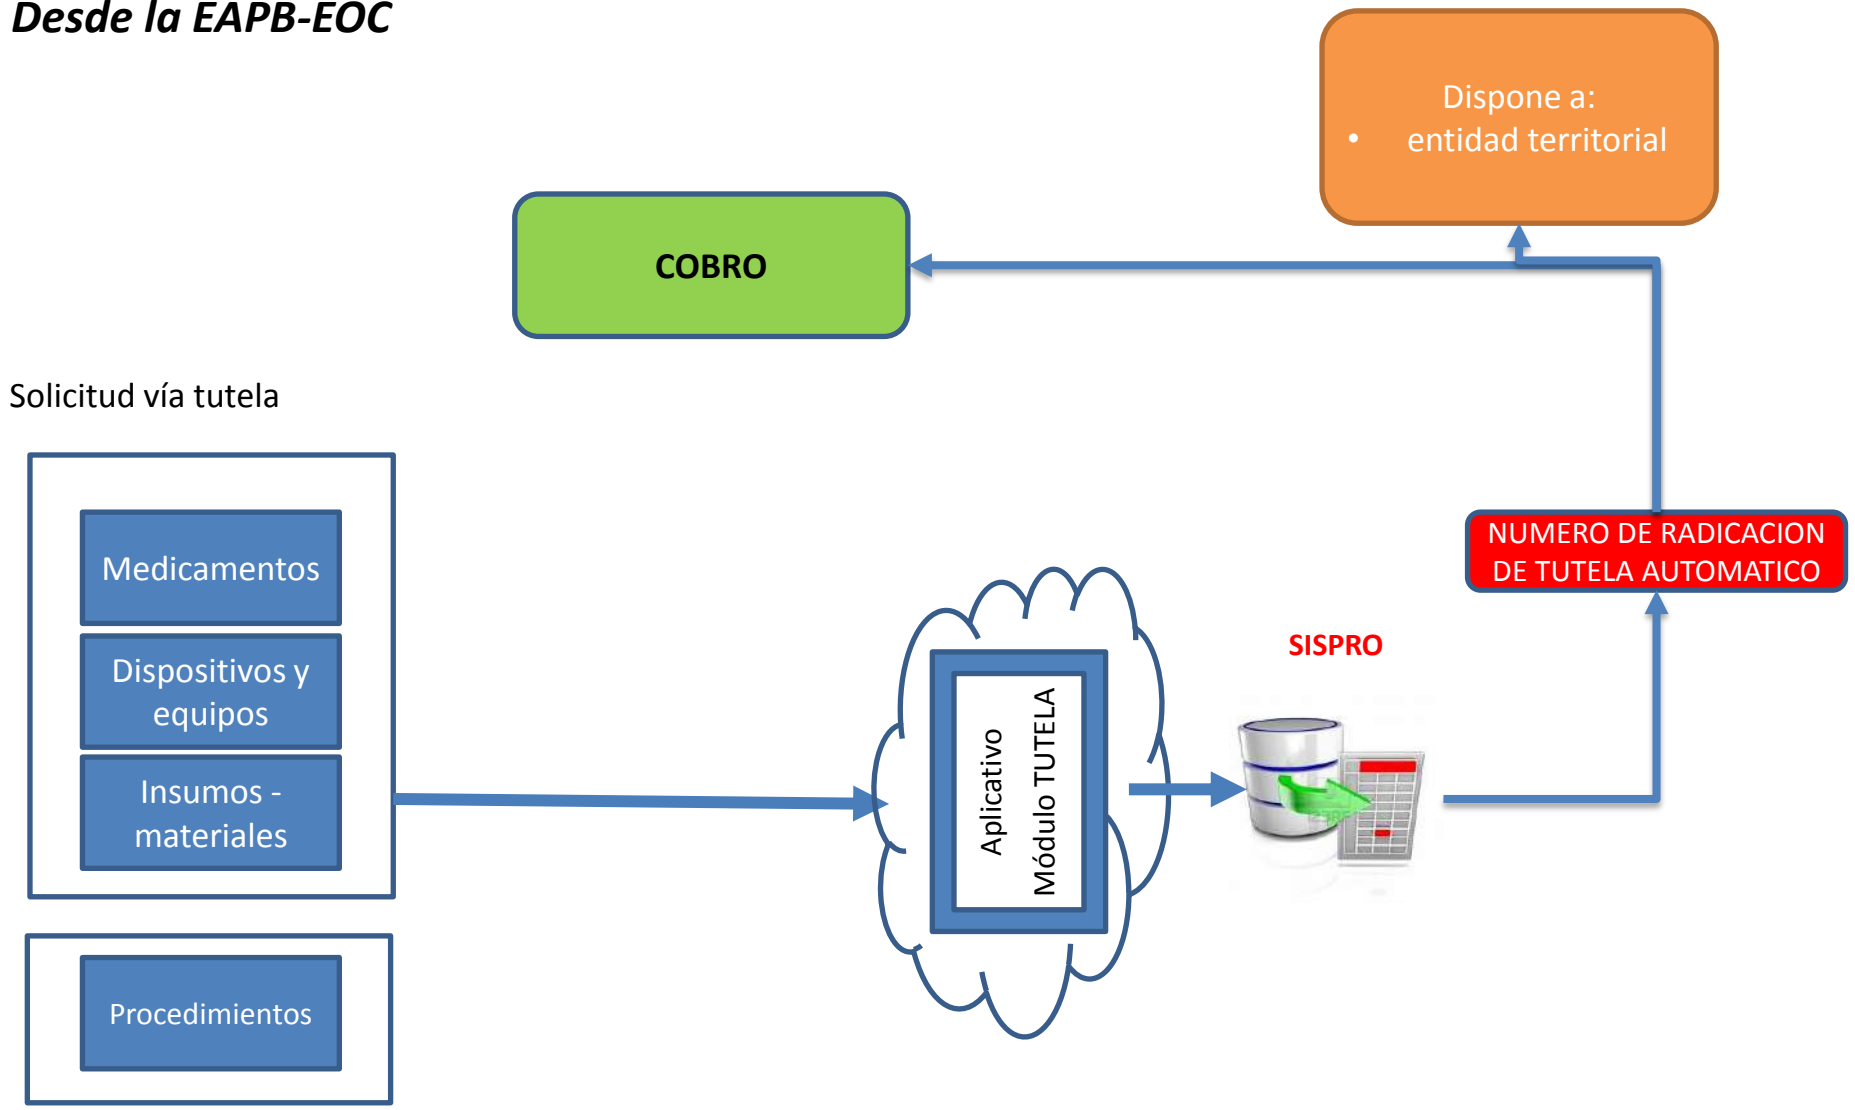 Desde la EAPB-EOC
Dispone a:
• entidad territorial
COBRO
Solicitud vía tutela
Medicamentos
Dispositivos y
equipos
Insumos -
materiales
Procedimientos
Aplicativo
Módulo TUTELA
SISPRO
NUMERO DE RADICACION
DE TUTELA AUTOMATICO